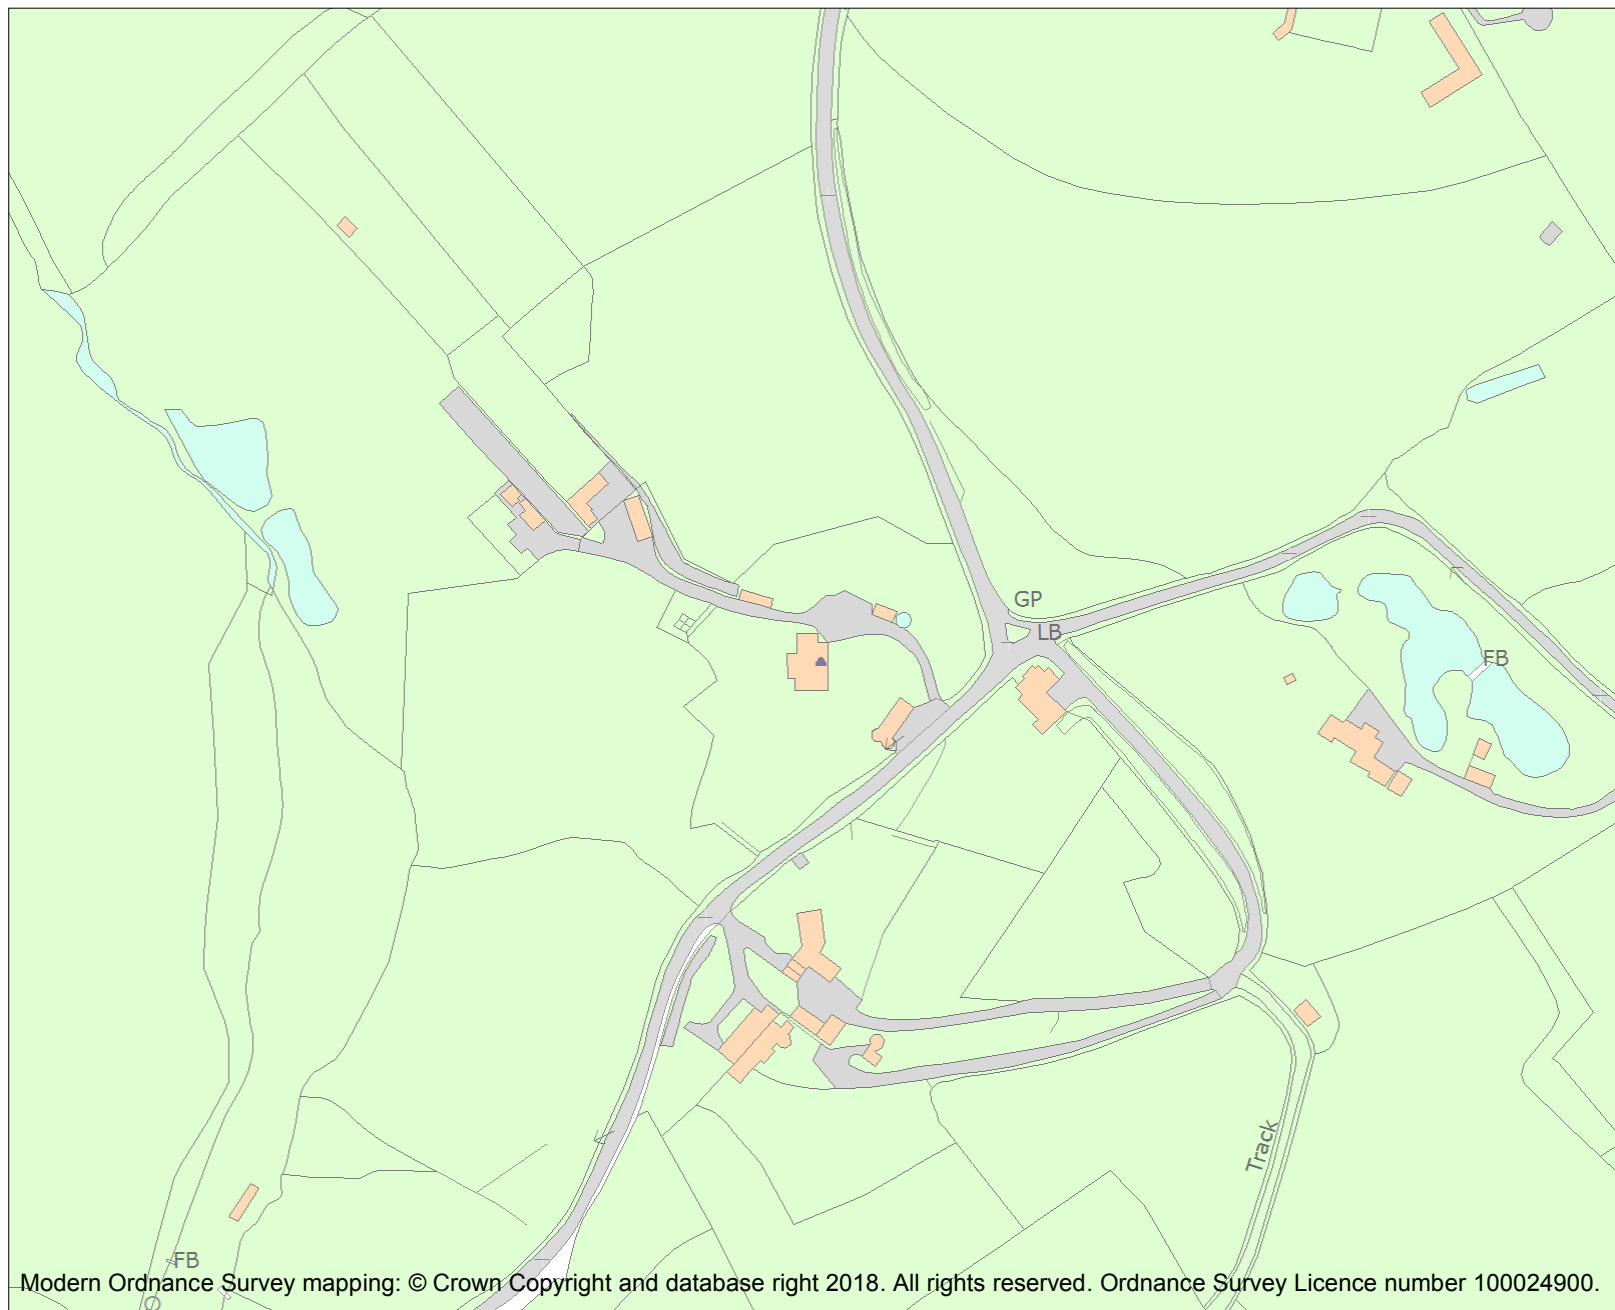 GP
LB
FB
Track
FB
Modern Ordnance Survey mapping: © Crown Copyright and database right 2018. All rights reserved. Ordnance Survey Licence number 100024900.